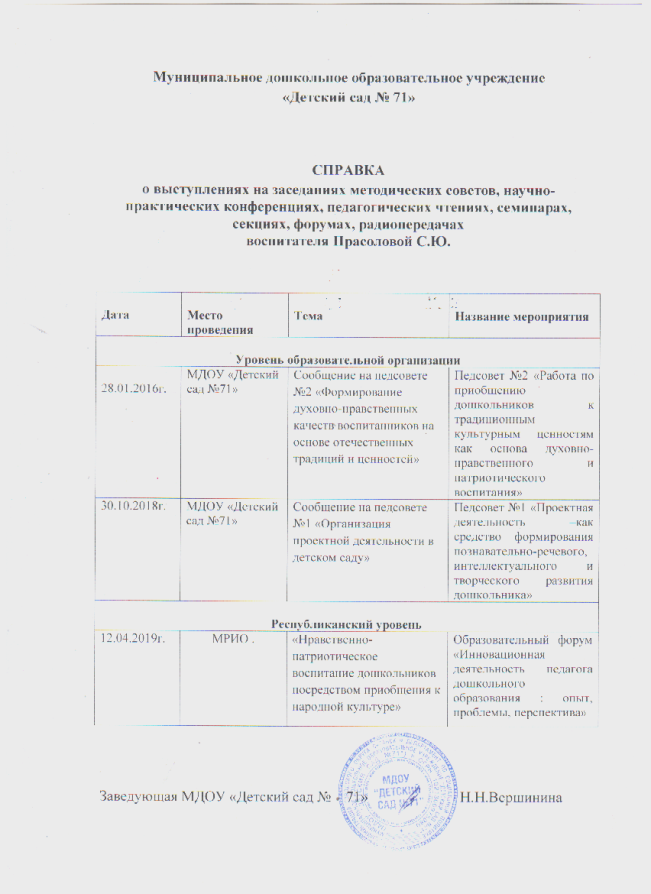 Муниципальное дошкольное образовательное учреждение
«Детский сад № 71»
СПРАВКА
о выступлениях на заседаниях методических советов, научно-
практических конференциях, педагогических чтениях, семинарах,
секциях, форумах, радиопередачах
воспитателя Прасоловой С.Ю.
Дата
Место
проведения
Тема
Название мероприятия
Уровень образовательной организации
28.01.2016г.
МДОУ «Детский
сад №71»
Сообщение на педсовете
№2 «Формирование
духовно-нравственных
качеств воспитанников на
основе отечественных
традиций и ценностей»
Педсовет №2 «Работа по
приобщению
дошкольников к
традиционным
культурным ценностям
как основа духовно-
нравственного и
патриотического
воспитания»
30.10.2018г.
МДОУ «Детский
сад №71»
Сообщение на педсовете
№1 «Организация
проектной деятельности в
детском саду»
Педсовет №1 «Проектная
деятельность –как
средство формирования
познавательно-речевого,
интеллектуального и
творческого развития
дошкольника»
Республиканский уровень
12.04.2019г.
МРИО .
«Нравственно-
патриотическое
воспитание дошкольников
посредством приобщения к
народной культуре»
Образовательный форум
«Инновационная
деятельность педагога
дошкольного
образования : опыт,
проблемы, перспектива»
Заведующая МДОУ «Детский сад № 71»
Н.Н.Вершинина
МДОУ
"ДЕТСКИЙ
САД №71"